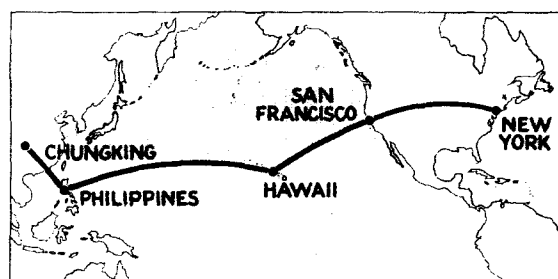 SAN
FRANCISCO
NEW
YORK
CHUNGKING
HAWAII
PHILIPPINES